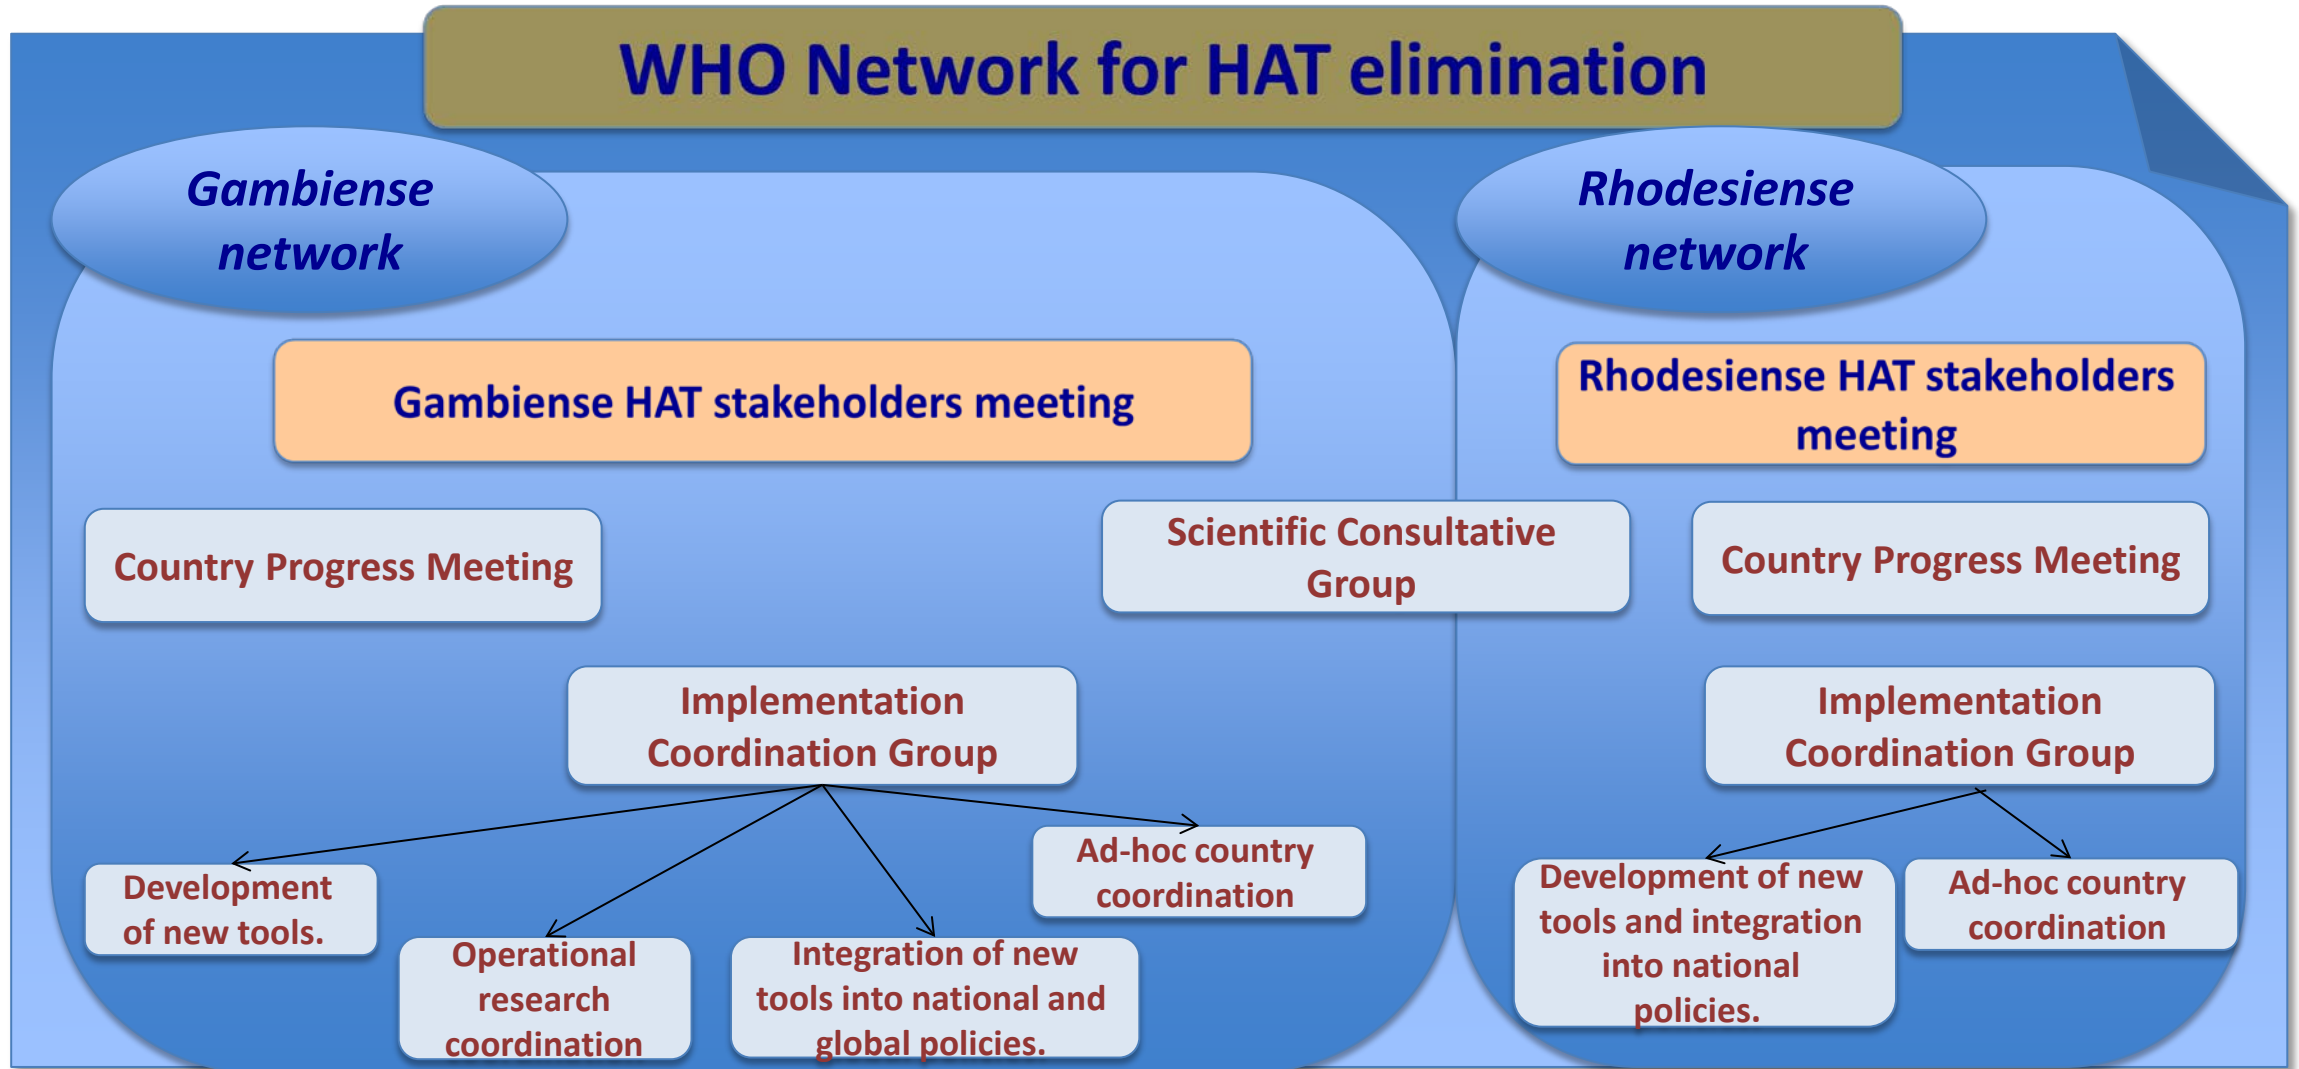 WHO Network for HAT elimination
Gambiense
network
Rhodesiense
network
Gambiense HAT stakeholders meeting
Rhodesiense HAT stakeholders
meeting
Country Progress Meeting
Scientific Consultative
Group
Country Progress Meeting
Implementation
Coordination Group
Implementation
Coordination Group
Development
of new tools.
Operational
research
coordination
Integration of new
tools into national and
global policies.
Ad-hoc country
coordination
Development of new
tools and integration
into national
policies.
Ad-hoc country
coordination